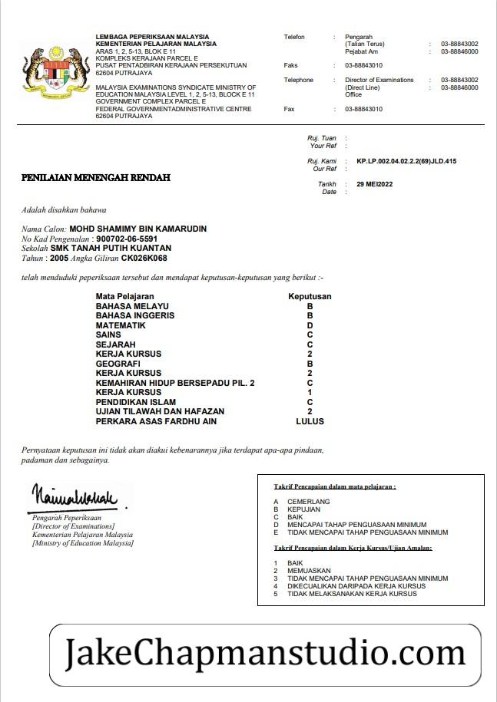 LEMBAGA PEPERIKSAAN MALAYSIA
KEMENTERIAN PELAJARAN MALAYSIA
ARAS 1, 2, 5-13, BLOK E 11
KOMPLEKS KERAJAAN PARCEL E
PUSAT PENTADBIRAN KERAJAAN PERSEKUTUAN
62604 PUTRAJAYA
MALAYSIA EXAMINATIONS SYNDICATE MINISTRY OF
EDUCATION MALAYSIA LEVEL 1, 2, 5-13, BLOCK E 11
GOVERNMENT COMPLEX PARCEL E
FEDERAL GOVERNMENTADMINISTRATIVE CENTRE
62604 PUTRAJAYA
Telefon : Pengarah
(Talian Terus) : 03-88843002
Pejabat Am : 03-88846000
Faks : 03-88843010
Telephone : Director of Examinations : 03-88843002
(Direct Line) : 03-88846000
Office
Fax : 03-88843010
Ruj. Tuan :
Your Ref :
Ruj. Kami : KP.LP.002.04.02.2.2(69)JLD.415
Our Ref :
Tarikh : 29 MEI2022
Date :
PENILAIAN MENENGAH RENDAH
Adalah disahkan bahawa
Nama Calon: MOHD SHAMIMY BIN KAMARUDIN
No Kad Pengenalan : 900702-06-5591
Sekolah SMK TANAH PUTIH KUANTAN
Tahun : 2005 Angka Giliran CK026K068
telah menduduki peperiksaan tersebut dan mendapat keputusan-keputusan yang berikut :-
Mata Pelajaran Keputusan
BAHASA MELAYU B
BAHASA INGGERIS B
MATEMATIK D
SAINS C
SEJARAH C
KERJA KURSUS 2
GEOGRAFI B
KERJA KURSUS 2
KEMAHIRAN HIDUP BERSEPADU PIL. 2 C
KERJA KURSUS 1
PENDIDIKAN ISLAM C
UJIAN TILAWAH DAN HAFAZAN 2
PERKARA ASAS FARDHU AIN LULUS
Pernyataan keputusan ini tidak akan diakui kebenarannya jika terdapat apa-apa pindaan,
padaman dan sebagainya.
Pengarah Peperiksaan
[Director of Examinations]
Kementerian Pelajaran Malaysia
[Ministry of Education Malaysia]
Takrif Pencapaian dalam mata pelajaran :
A CEMERLANG
B KEPUJIAN
C BAIK
D MENCAPAI TAHAP PENGUASAAN MINIMUM
E TIDAK MENCAPAI TAHAP PENGUASAAN MINIMUM
Takrif Pencapaian dalam Kerja Kursus/Ujian Amalan:
1 BAIK
2 MEMUASKAN
3 TIDAK MENCAPAI TAHAP PENGUASAAN MINIMUM
4 DIKECUALIKAN DARIPADA KERJA KURSUS
5 TIDAK MELAKSANAKAN KERJA KURSUS
JakeChapmanstudio.com